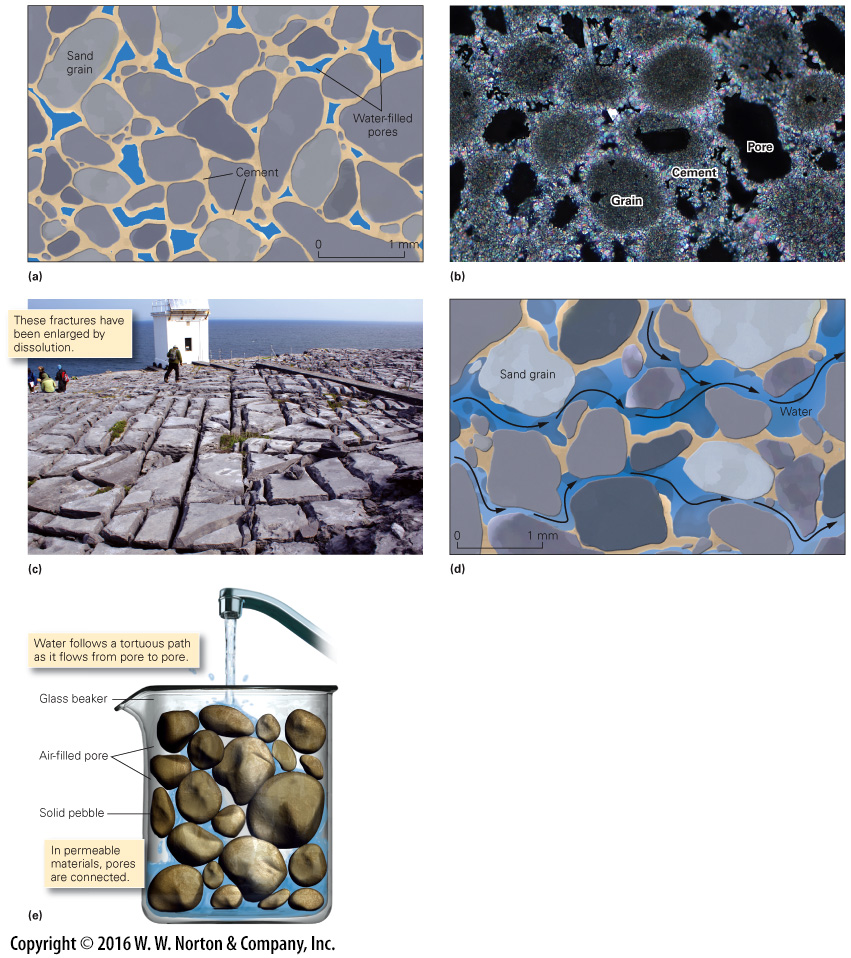 Sand
grain
Water-filled
pores
Cement
0 1 mm
(a)
Pore
Cement
Grain
(b)
These fractures have
been enlarged by
dissolution.
(c)
Sand grain
Water
0 1 mm
(d)
Water follows a tortuous path
as it flows from pore to pore.
Glass beaker
Air-filled pore
Solid pebble
In permeable
materials, pores
are connected.
(e)
Copyright © 2016 W. W. Norton & Company, Inc.